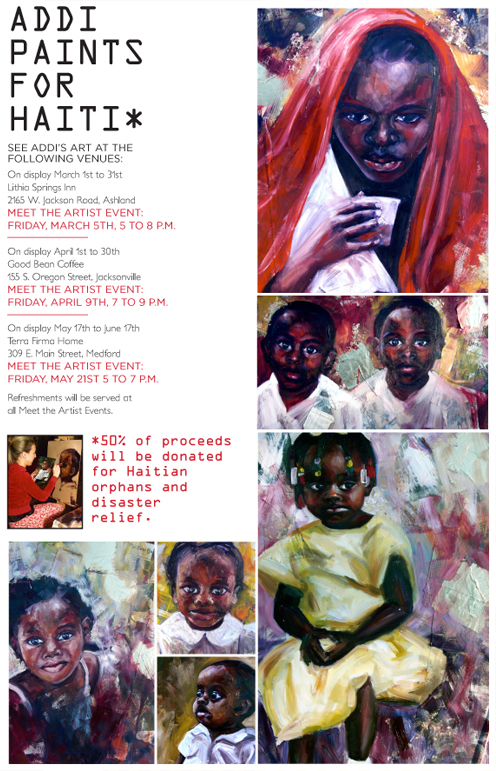 ADDI
PAINTS
FOR
HAITI*
SEE ADDI'S ART AT THE
FOLLOWING VENUES:
On display March 1st to 31st
Lithia Springs Inn
2165 W. Jackson Road, Ashland
MEET THE ARTIST EVENT:
FRIDAY, MARCH 5TH, 5 TO 8 P.M.
On display April 1st to 30th
Good Bean Coffee
155 S. Oregon Street, Jacksonville
MEET THE ARTIST EVENT:
FRIDAY, APRIL 9TH, 7 TO 9 P.M.
On display May 17th to June 17th
Terra Firma Home
309 E. Main Street, Medford
MEET THE ARTIST EVENT:
FRIDAY, MAY 21ST 5 TO 7 P.M.
Refreshments will be served at
all Meet the Artist Events.
*50% of proceeds
will be donated
for Haitian
orphans and
disaster
relief.